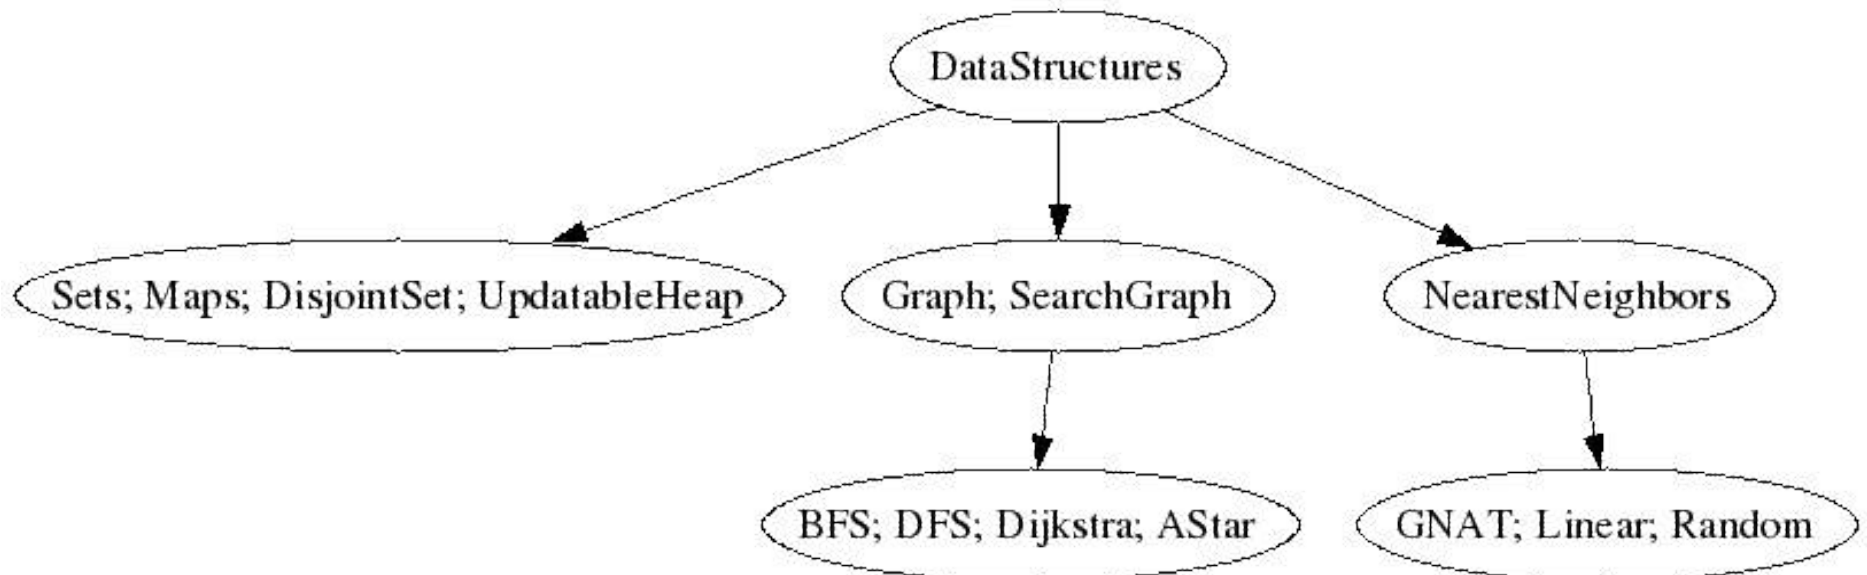 DataStructures
Sets; Maps; DisjointSet; UpdatableHeap
Graph; SearchGraph
NearestNeighbors
BFS; DFS; Dijkstra; AStar
GNAT; Linear; Random